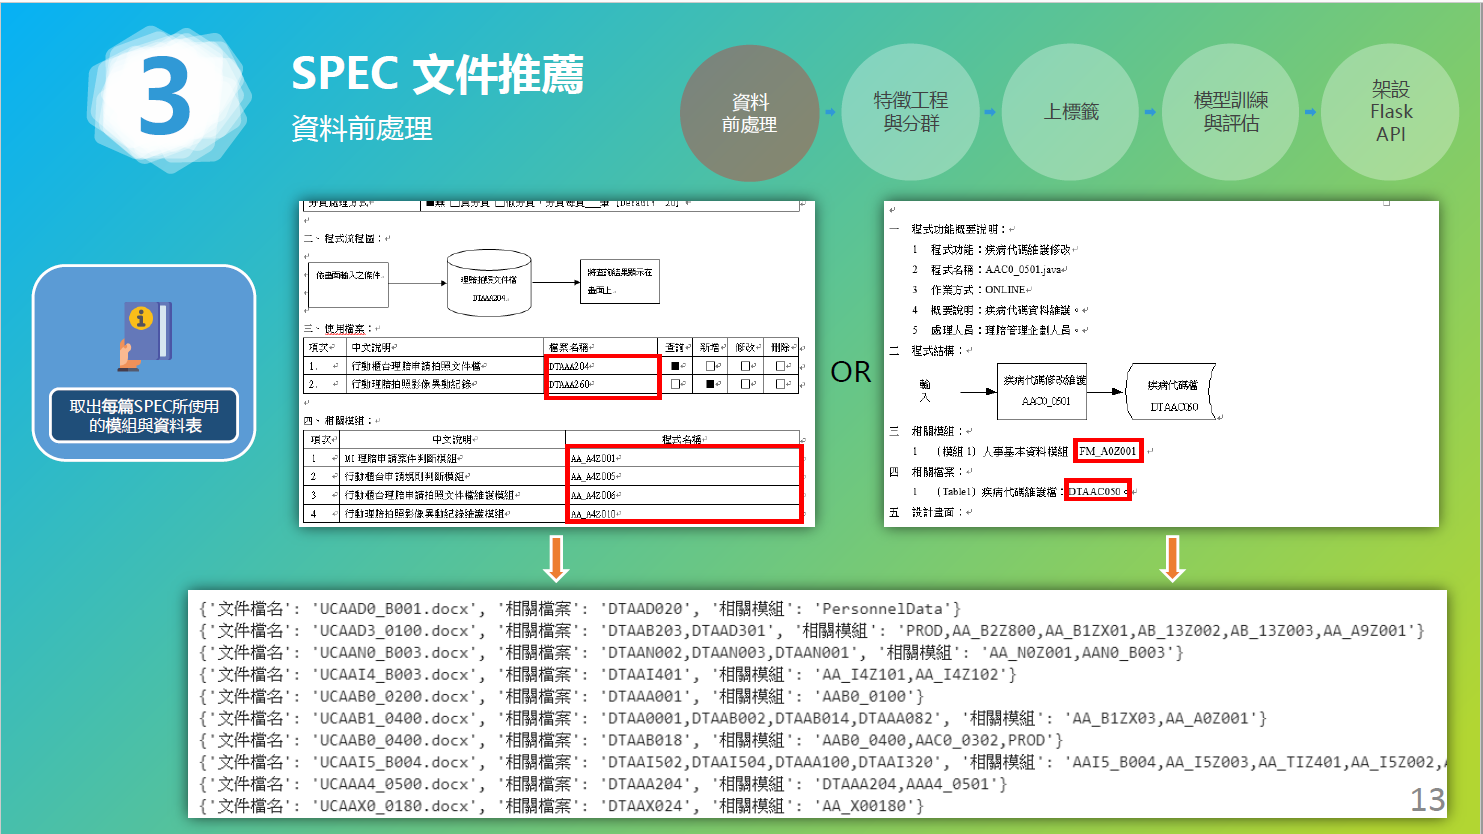 3
SPEC 文件推薦
資料前處理
資料
前處理
特徵工程
與分群
上標籤
模型訓練
與評估
架設
Flask
API
取出每篇SPEC所使用
的模組與資料表
二、程式流程圖：
依畫面輸入之條件
理賠拍照文件檔
DTAAA204
將查詢結果顯示在
畫面上
三、使用檔案：
項次 中文說明 檔案名稱 查詢 新增 修改 刪除
1. 行動櫃台理賠申請拍照文件檔 DTAAA204 ■ □ □ □
2. 行動理賠拍照影像異動紀錄 DTAAA260 □ ■ □ □
四、相關模組：
項次 中文說明 程式名稱
1 MI 理賠申請案件判斷模組 AA_A4Z001
2 行動櫃台申請規則判斷模組 AA_A4Z005
3 行動櫃台理賠申請拍照文件檔維護模組 AA_A4Z006
4 行動理賠拍照影像異動紀錄維護模組 AA_A4Z010
OR
一 程式功能概要說明：
1 程式功能：疾病代碼維護修改
2 程式名稱：AAC0_0501.java
3 作業方式：ONLINE
4 概要說明：疾病代碼資料維護。
5 處理人員：理賠管理企劃人員。
二 程式結構：
輸
入
疾病代碼修改維護
AAC0_0501
疾病代碼檔
DTAAC050
三 相關模組：
1 （模組 1）人事基本資料模組 FM_A0Z001
四 相關檔案：
1 （Table1）疾病代碼維護檔：DTAAC050。
五 設計畫面：
{'文件檔名': 'UCAAD0_B001.docx', '相關檔案': 'DTAAD020', '相關模組': 'PersonnelData'}
{'文件檔名': 'UCAAD3_0100.docx', '相關檔案': 'DTAAB203,DTAAD301', '相關模組': 'PROD,AA_B2Z800,AA_B1ZX01,AB_13Z002,AB_13Z003,AA_A9Z001'}
{'文件檔名': 'UCAAN0_B003.docx', '相關檔案': 'DTAAN002,DTAAN003,DTAAN001', '相關模組': 'AA_N0Z001,AAN0_B003'}
{'文件檔名': 'UCAAI4_B003.docx', '相關檔案': 'DTAAI401', '相關模組': 'AA_I4Z101,AA_I4Z102'}
{'文件檔名': 'UCAAB0_0200.docx', '相關檔案': 'DTAAA001', '相關模組': 'AAB0_0100'}
{'文件檔名': 'UCAAB1_0400.docx', '相關檔案': 'DTAA0001,DTAAB002,DTAAB014,DTAAA082', '相關模組': 'AA_B1ZX03,AA_A0Z001'}
{'文件檔名': 'UCAAB0_0400.docx', '相關檔案': 'DTAAB018', '相關模組': 'AAB0_0400,AAC0_0302,PROD'}
{'文件檔名': 'UCAAI5_B004.docx', '相關檔案': 'DTAAI502,DTAAI504,DTAAA100,DTAAI320', '相關模組': 'AAI5_B004,AA_I5Z003,AA_TIZ401,AA_I5Z002,
{'文件檔名': 'UCAAA4_0500.docx', '相關檔案': 'DTAAA204', '相關模組': 'DTAAA204,AAA4_0501'}
{'文件檔名': 'UCAAX0_0180.docx', '相關檔案': 'DTAAX024', '相關模組': 'AA_X00180'}
13